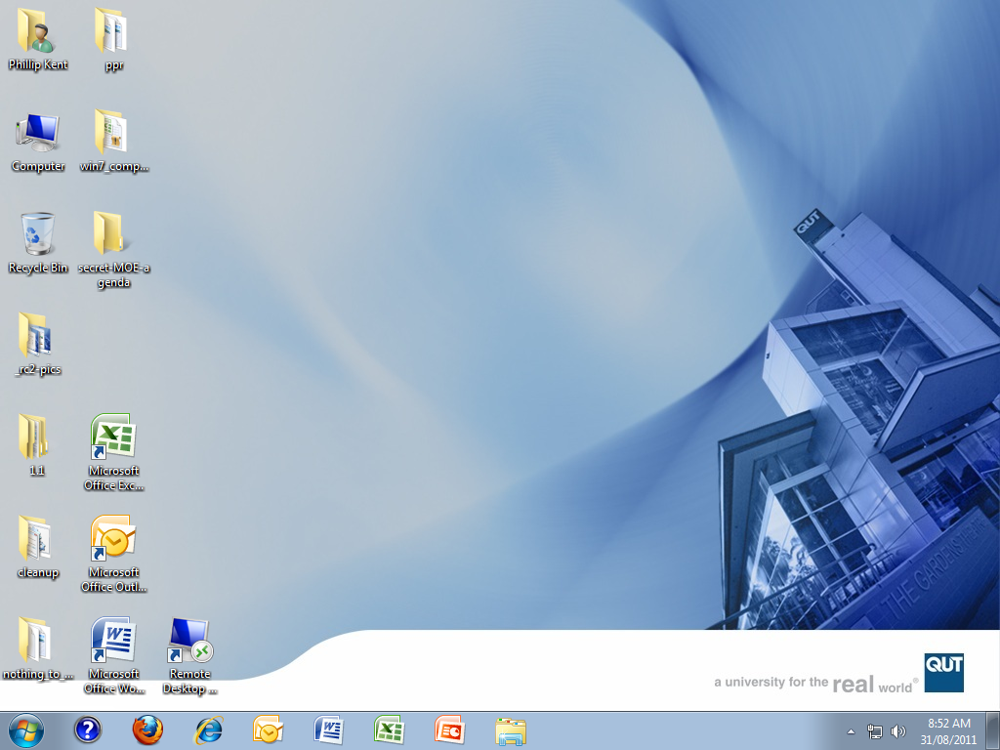 Phillip Kent
ppr
Computer
win7_comp...
Recycle Bin
secret-MOE-a
genda
_rc2-pics
1.1
Microsoft
Office Exc...
cleanup
Microsoft
Office Outl...
nothing_to_...
Microsoft
Office Wo...
Remote
Desktop ...
QUT
THE GARDENS
a university for the real world®
QUT
8:52 AM
31/08/2011